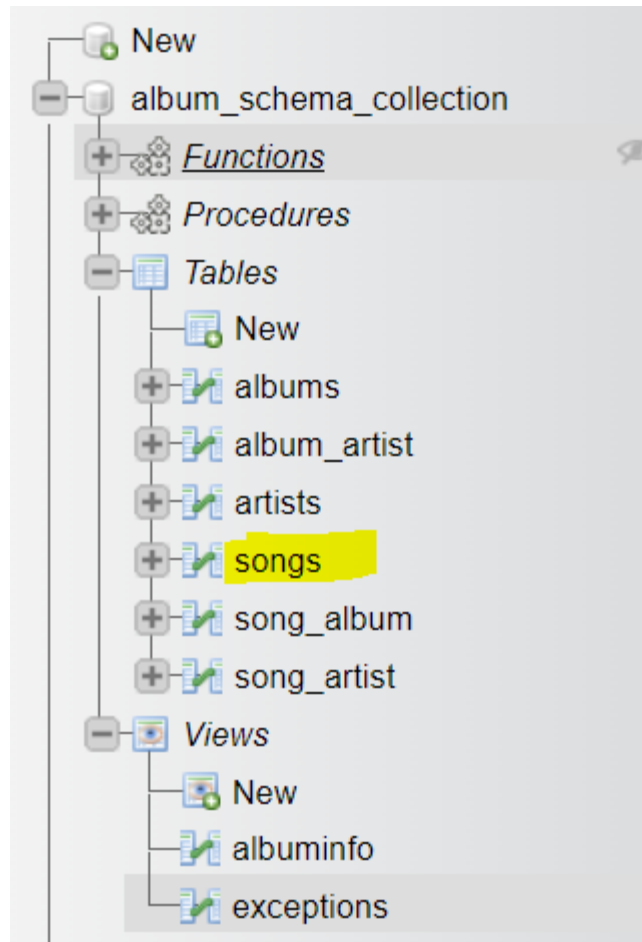 New
album_schema_collection
Functions
Procedures
Tables
New
albums
album_artist
artists
songs
song_album
song_artist
Views
New
albuminfo
exceptions